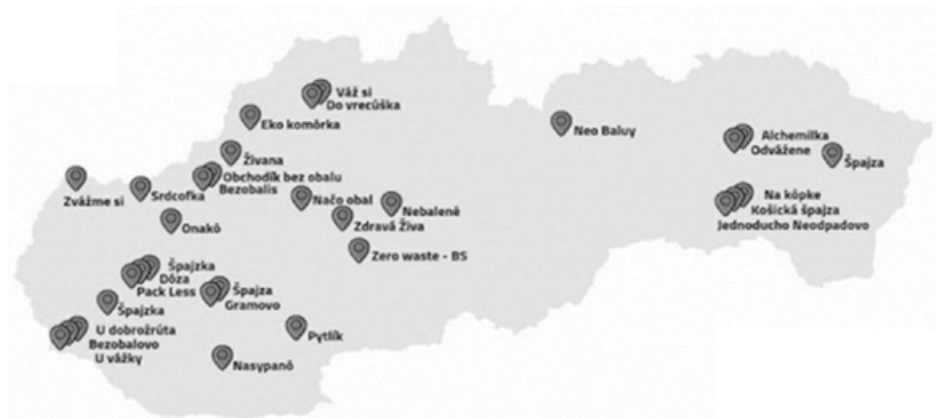 Váž si
Do vrecúška
Eko komôrka
Neo Baluy
Alchemilka
Odvážene
Špajza
Živana
Obchodík bez obalu
Bezobalis
Zvážme si
Srdcofka
Načo obal
Nebaleně
Na kôpke
Košická špajza
Jednoducho Neodpadovo
Onakô
Zdravá Živa
Zero waste - BS
Špajzka
Dôza
Pack Less
Špajza
Gramovo
Špajzka
U dobrožrúta
Bezobalovo
U vážky
Pytlík
Nasypanô